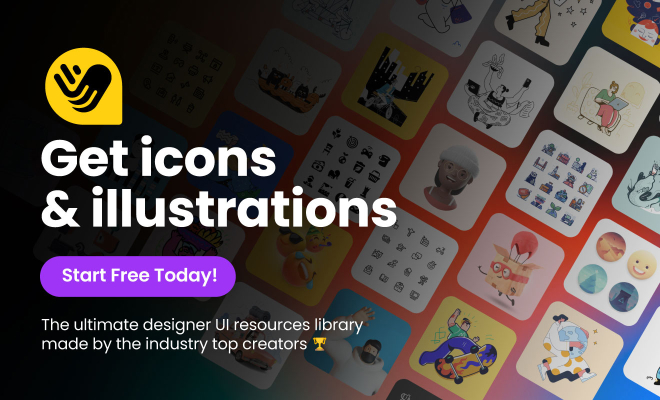 Get icons
& illustrations
Start Free Today!
The ultimate designer UI resources library
made by the industry top creators 🏆